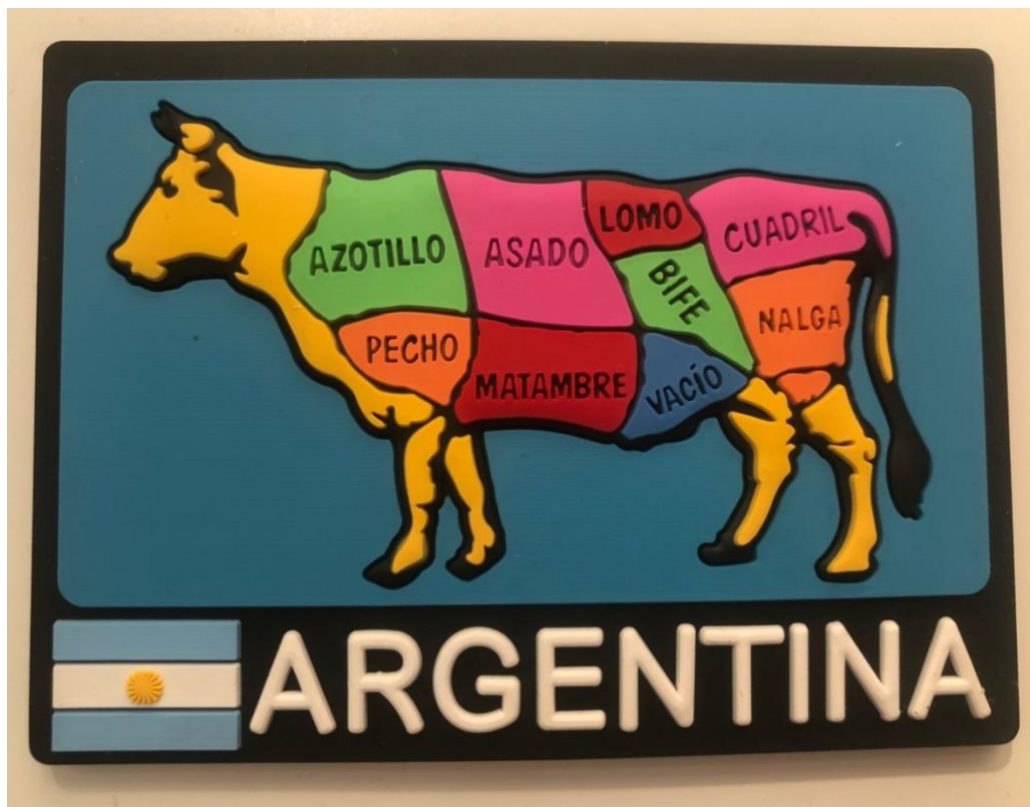 AZOTILLO
ASADO
LOMO
CUADRIL
BIFE
NALGA
PECHO
MATAMBRE
VACÍO
ARGENTINA